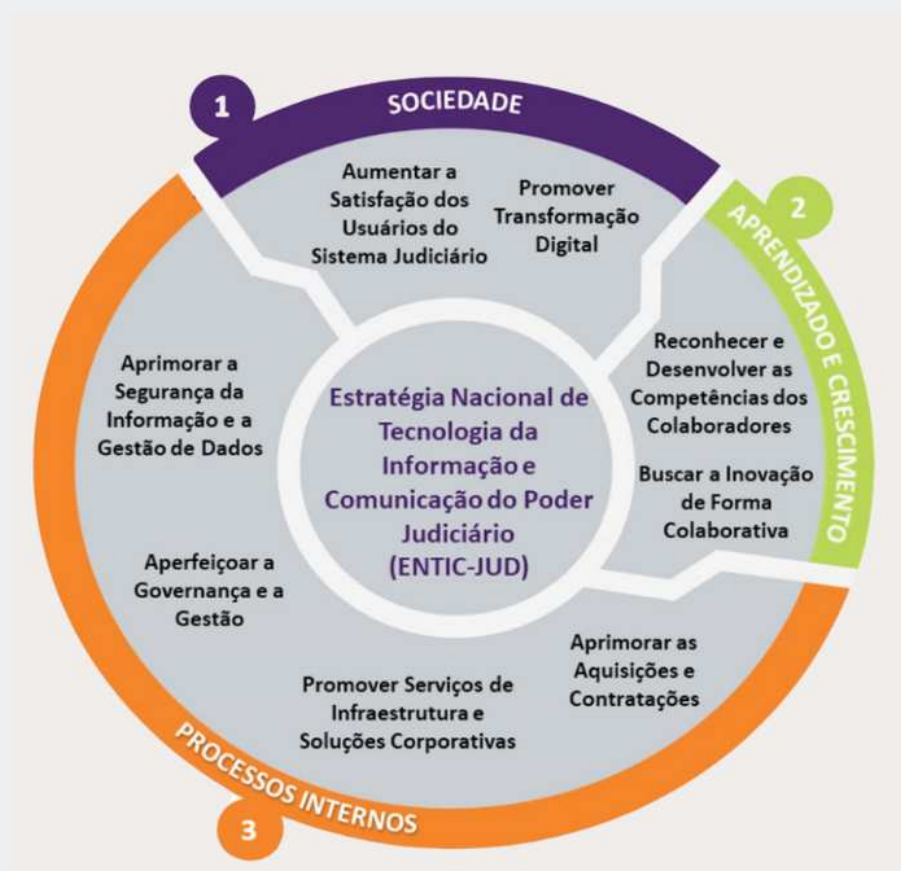 1
SOCIEDADE
Aumentar a
Satisfação dos
Usuários do
Sistema Judiciário
Promover
Transformação
Digital
2
APRENDIZADO E CRESCIMENTO
Reconhecer e
Desenvolver as
Competências dos
Colaboradores
Buscar a Inovação
de Forma
Colaborativa
Estratégia Nacional de
Tecnologia da
Informação e
Comunicação do Poder
Judiciário
(ENTIC-JUD)
Aprimorar a
Segurança da
Informação e a
Gestão de Dados
Aperfeiçoar a
Governança e a
Gestão
Promover Serviços de
Infraestrutura e
Soluções Corporativas
Aprimorar as
Aquisições e
Contratações
PROCESSOS INTERNOS
3